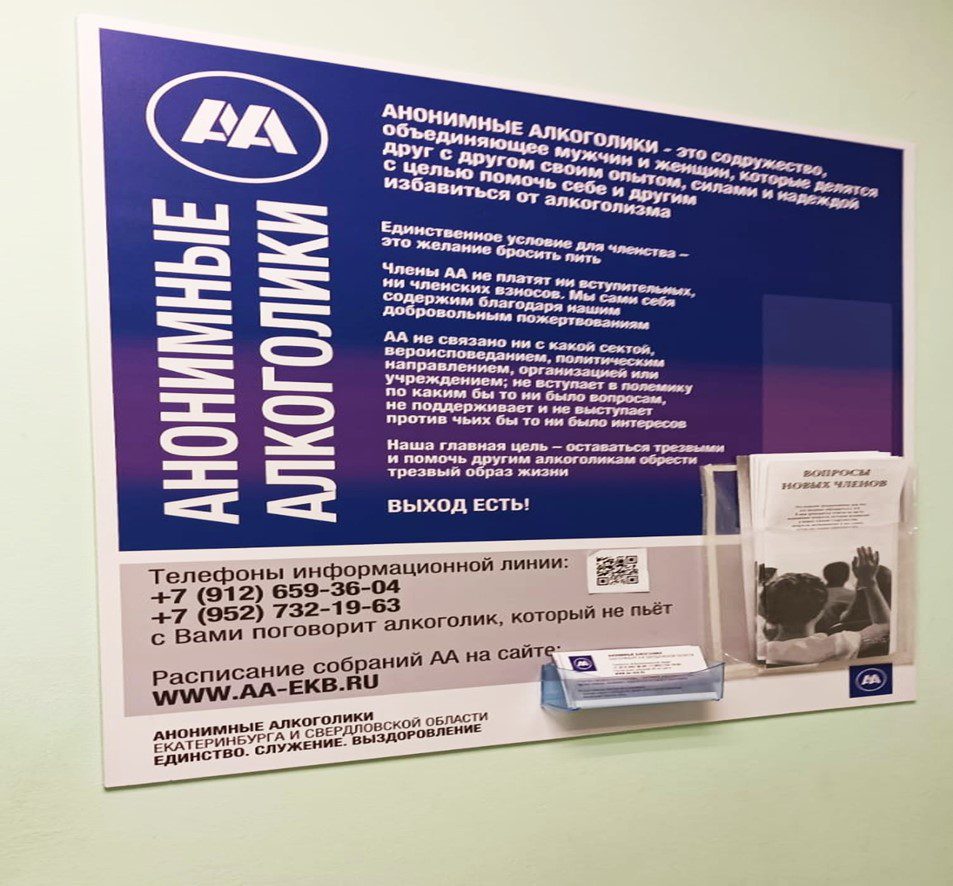 AA
АНОНИМНЫЕ
АЛКОГОЛИКИ
АНОНИМНЫЕ АЛКОГОЛИКИ - это содружество,
объединяющее мужчин и женщин, которые делятся
друг с другом своим опытом, силами и надеждой
с целью помочь себе и другим
избавиться от алкоголизма
Единственное условие для членства –
это желание бросить пить
Члены АА не платят ни вступительных,
ни членских взносов. Мы сами себя
содержим благодаря нашим
добровольным пожертвованиям
АА не связано ни с какой сектой,
вероисповеданием, политическим
направлением, организацией или
учреждением; не вступает в полемику
по каким бы то ни было вопросам,
не поддерживает и не выступает
против чьих бы то ни было интересов
Наша главная цель – оставаться трезвыми
и помочь другим алкоголикам обрести
трезвый образ жизни
ВЫХОД ЕСТЬ!
ВОПРОСЫ
НОВЫХ ЧЛЕНОВ
Телефоны информационной линии:
+7 (912) 659-36-04
+7 (952) 732-19-63
с Вами поговорит алкоголик, который не пьёт
Расписание собраний АА на сайте:
WWW.AA-EKB.RU
АНОНИМНЫЕ АЛКОГОЛИКИ
ЕКАТЕРИНБУРГА И СВЕРДЛОВСКОЙ ОБЛАСТИ
ЕДИНСТВО. СЛУЖЕНИЕ. ВЫЗДОРОВЛЕНИЕ
АНОНИМНЫЕ АЛКОГОЛИКИ
AA